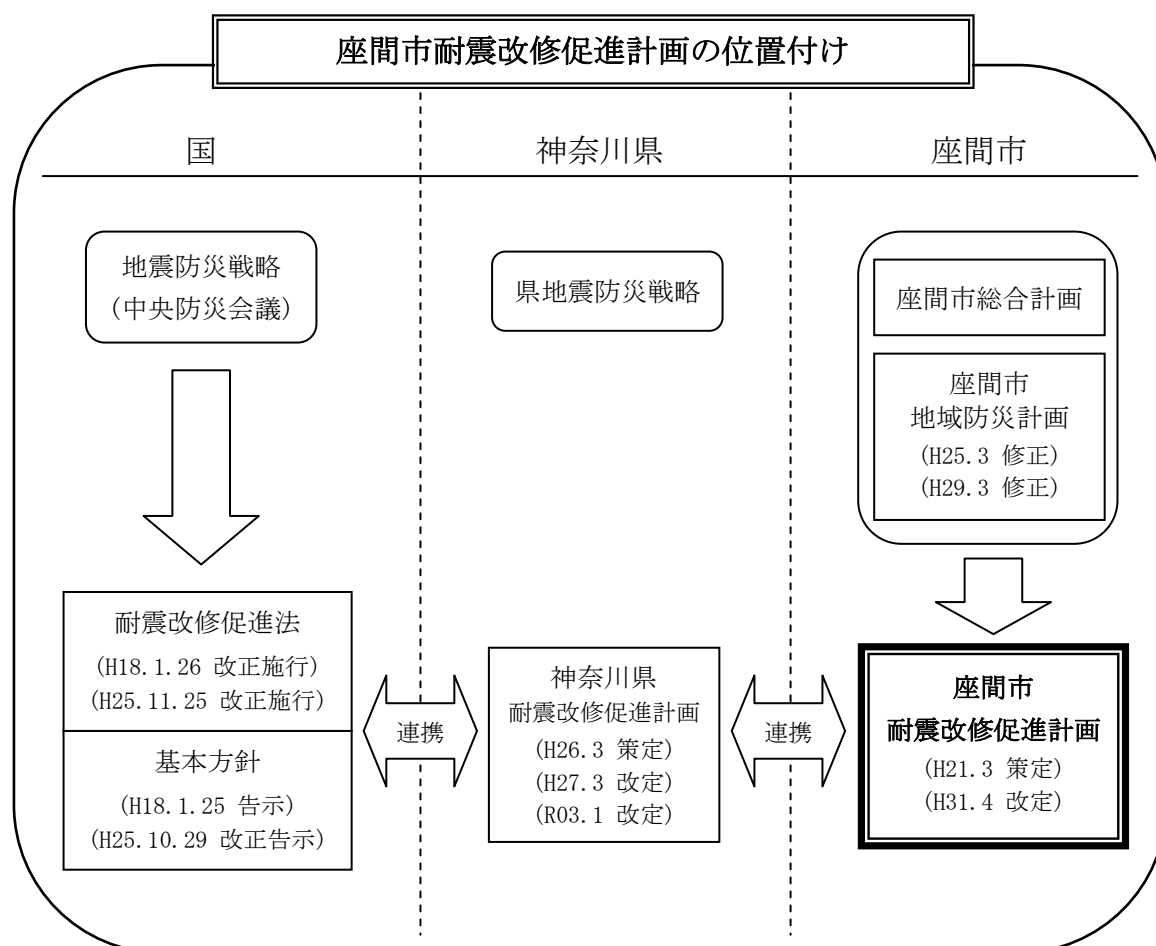 座間市耐震改修促進計画の位置付け
国
神奈川県
座間市
地震防災戦略
(中央防災会議)
県地震防災戦略
座間市総合計画
座間市
地域防災計画
(H25.3 修正)
(H29.3 修正)
耐震改修促進法
(H18.1.26 改正施行)
(H25.11.25 改正施行)
基本方針
(H18.1.25 告示)
(H25.10.29 改正告示)
連携
神奈川県
耐震改修促進計画
(H26.3 策定)
(H27.3 改定)
(R03.1 改定)
連携
座間市
耐震改修促進計画
(H21.3 策定)
(H31.4 改定)